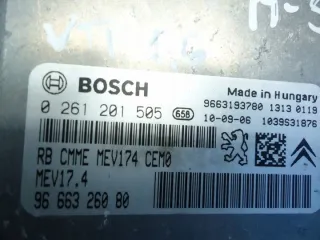 BOSCH
Made in Hungary
0 261 201 505 658
9663193780 1313 0119
10-09-06 1039S31876
RB CMME MEV174 CEM0
MEV17.4
96 663 260 80